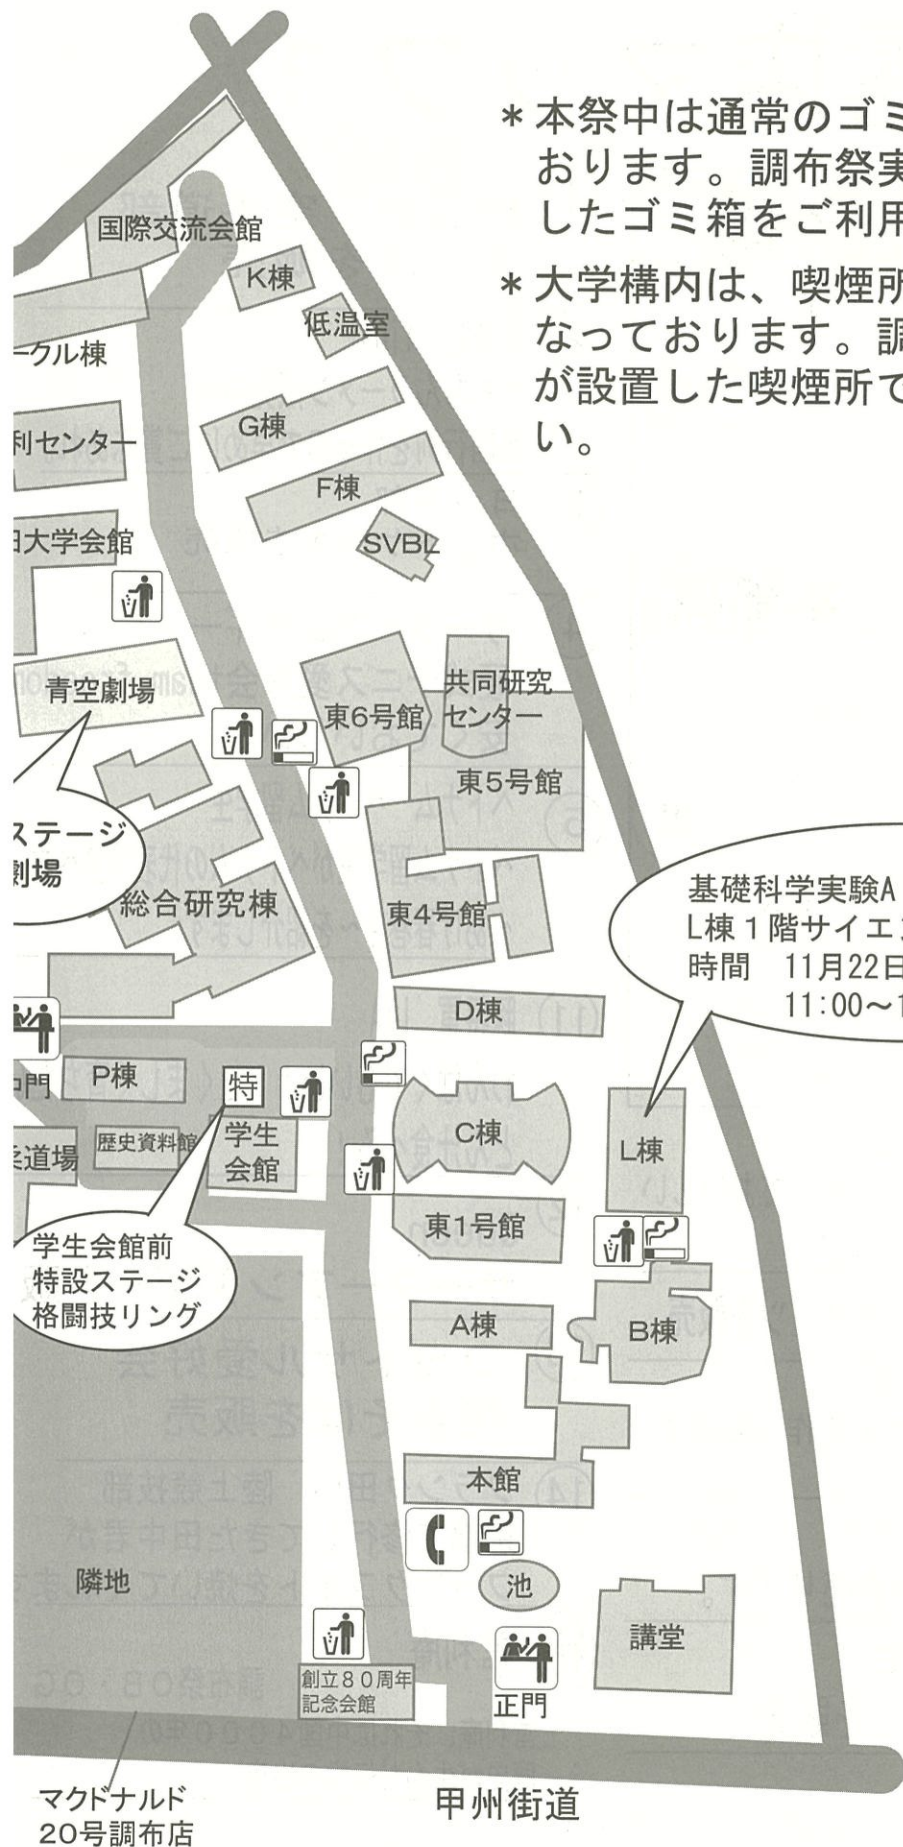 ＊本祭中は通常のゴミ
おります。調布祭実
したゴミ箱をご利用
＊大学構内は、喫煙所
なっております。調
が設置した喫煙所で
い。
国際交流会館
K棟
低温室
ークル棟
G棟
利センター
F棟
大学会館
SVBL
青空劇場
共同研究
センター
東6号館
東5号館
ステージ
劇場
総合研究棟
東4号館
基礎科学実験A
L棟１階サイエン
時間　11月22日
11:00～1
D棟
P棟
特
中門
C棟
学生
会館
歴史資料館
柔道場
L棟
東1号館
学生会館前
特設ステージ
格闘技リング
A棟
B棟
本館
隣地
池
講堂
創立８０周年
記念会館
正門
マクドナルド
20号調布店
甲州街道